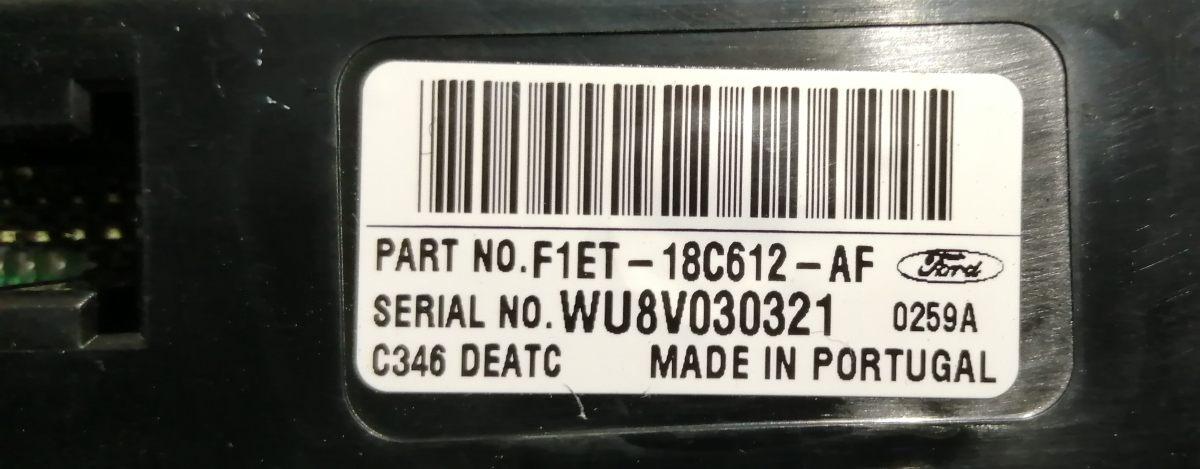 PART NO. F1ET-18C612-AF Ford
SERIAL NO. WU8V030321 0259A
C346 DEATC MADE IN PORTUGAL